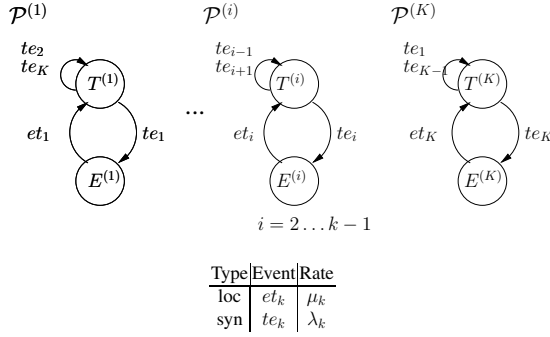 𝒫^(1) 𝒫^(i) 𝒫^(K)
te_2 te_{i−1} te_1
te_K te_{i+1} te_{K−1}
T^(1) T^(i) T^(K)
...
et_1 te_1 et_i te_i et_K te_K
E^(1) E^(i) E^(K)
i = 2 . . . k − 1
Type Event Rate
loc et_k μ_k
syn te_k λ_k